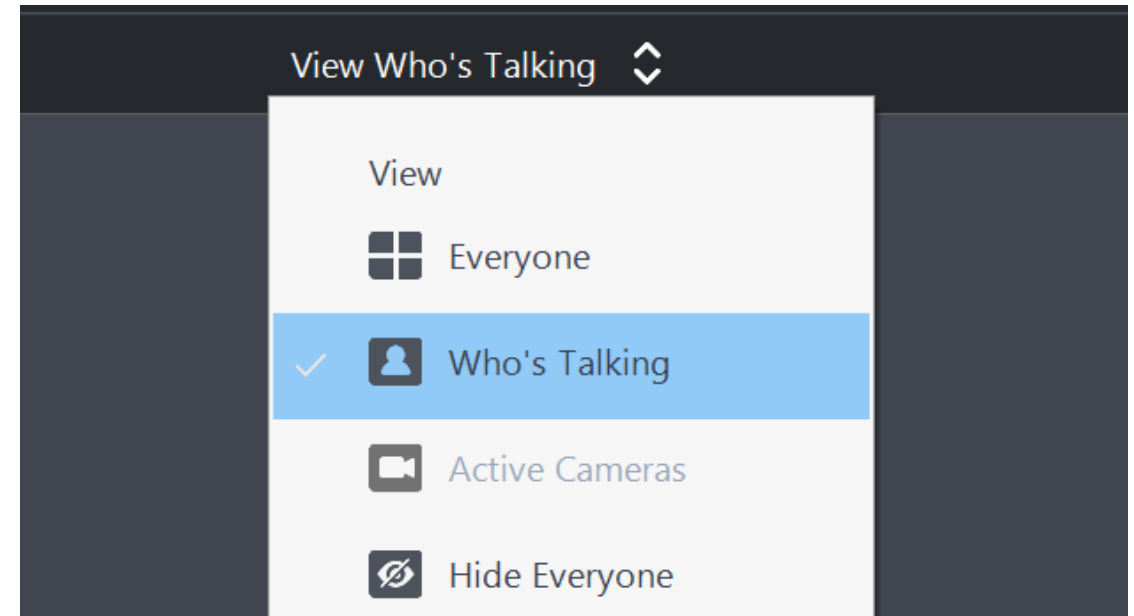 View Who's Talking
View
Everyone
Who's Talking
Active Cameras
Hide Everyone